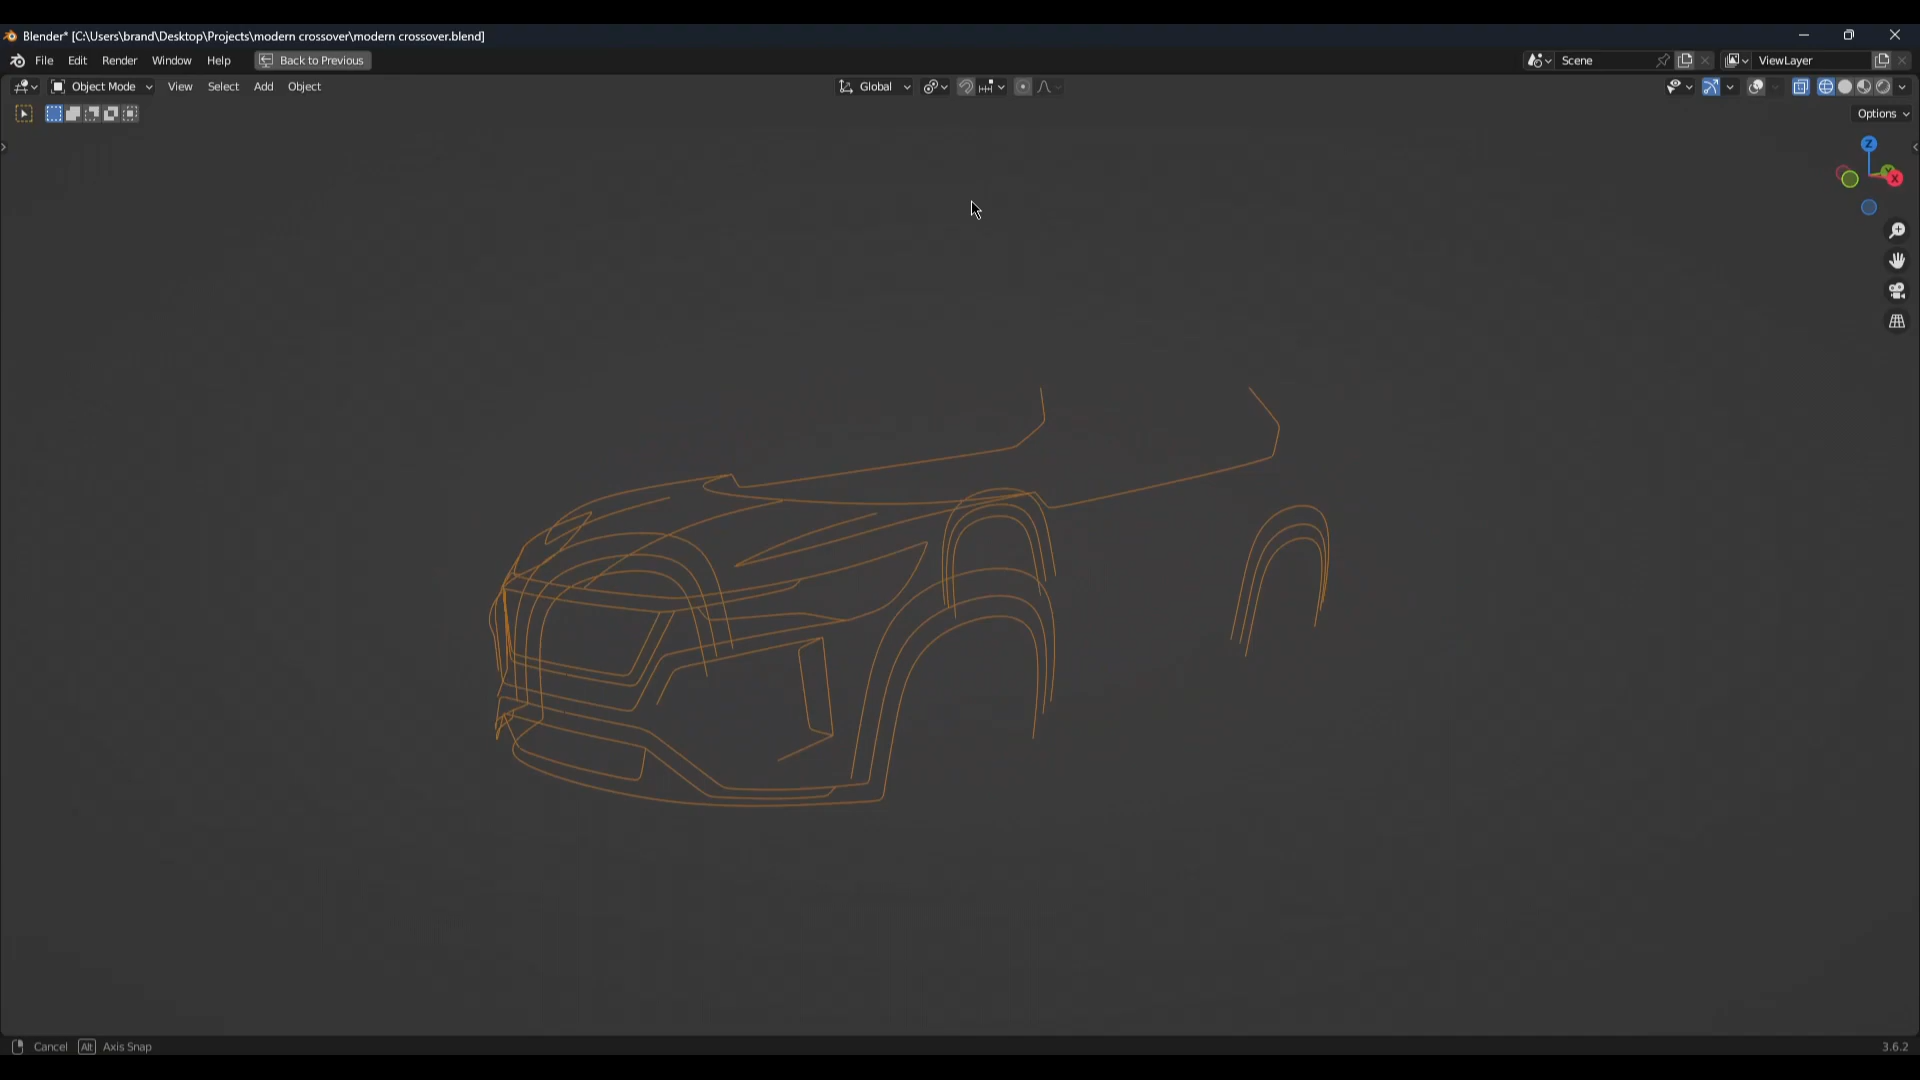 Blender* [C:\Users\brand\Desktop\Projects\modern crossover\modern crossover.blend]
File Edit Render Window Help Back to Previous Scene ViewLayer
Object Mode View Select Add Object Global
Options
Z
Y
X
Cancel Alt Axis Snap 3.6.2